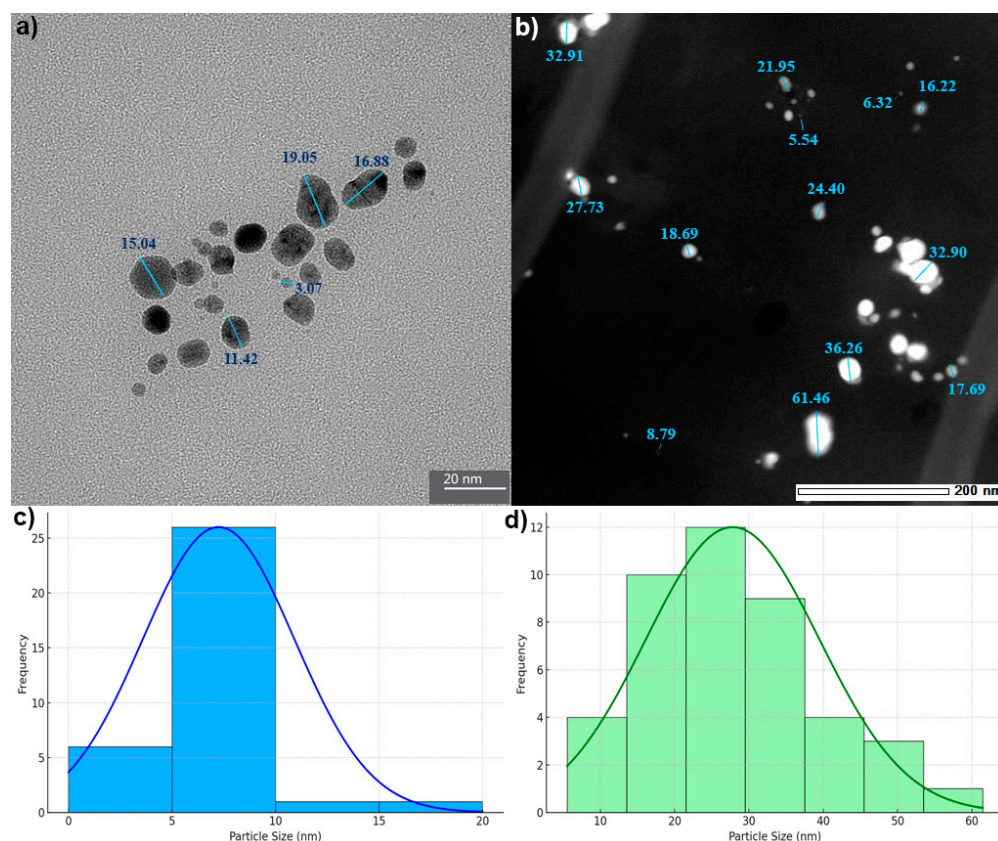 a)
19.05
16.88
15.04
3.07
11.42
20 nm
b)
32.91
21.95
16.22
6.32
5.54
27.73
24.40
18.69
32.90
36.26
17.69
61.46
8.79
200 nm
c)
25
20
15
10
5
0
Frequency
0 5 10 15 20
Particle Size (nm)
d)
12
10
8
6
4
2
0
Frequency
10 20 30 40 50 60
Particle Size (nm)